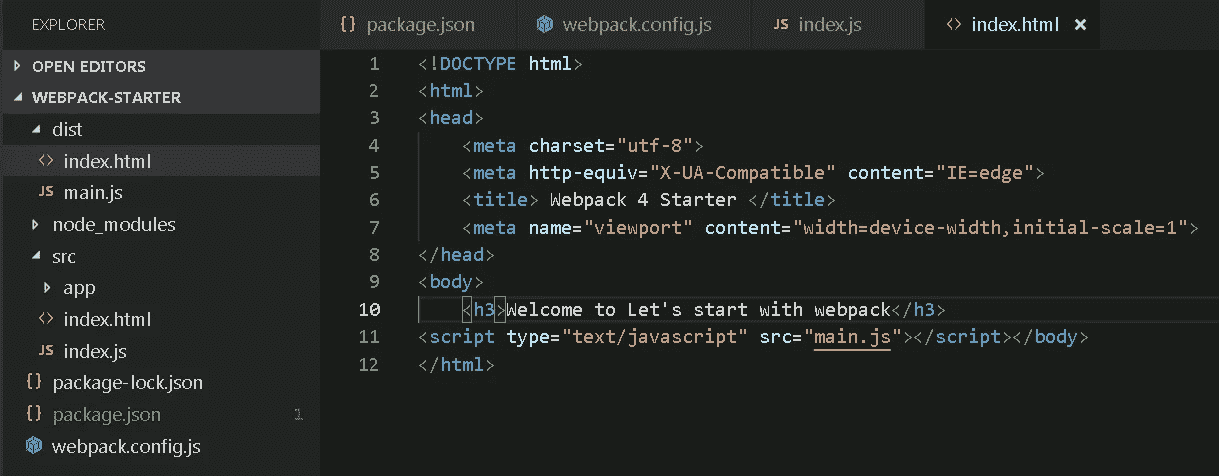 EXPLORER
OPEN EDITORS
WEBPACK-STARTER
dist
index.html
main.js
node_modules
src
app
index.html
index.js
package-lock.json
package.json 1
webpack.config.js
{} package.json webpack.config.js JS index.js <> index.html ×
1 <!DOCTYPE html>
2 <html>
3 <head>
4 <meta charset="utf-8">
5 <meta http-equiv="X-UA-Compatible" content="IE=edge">
6 <title> Webpack 4 Starter </title>
7 <meta name="viewport" content="width=device-width,initial-scale=1">
8 </head>
9 <body>
10 <h3>Welcome to Let's start with webpack</h3>
11 <script type="text/javascript" src="main.js"></script></body>
12 </html>